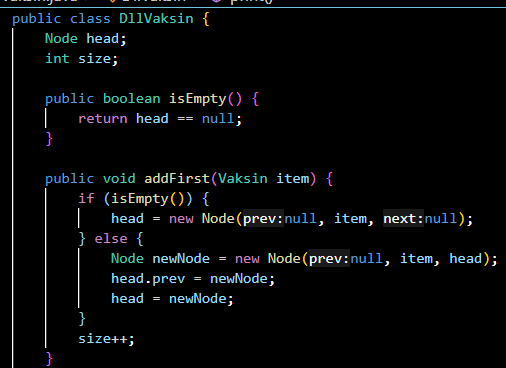 public class DllVaksin {
Node head;
int size;
public boolean isEmpty() {
return head == null;
}
public void addFirst(Vaksin item) {
if (isEmpty()) {
head = new Node(prev:null, item, next:null);
} else {
Node newNode = new Node(prev:null, item, head);
head.prev = newNode;
head = newNode;
}
size++;
}